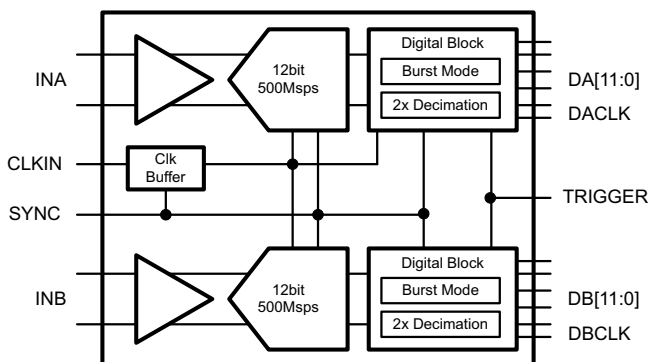 INA
12bit
500Msps
Digital Block
Burst Mode
2x Decimation
DA[11:0]
DACLK
CLKIN
Clk
Buffer
SYNC
TRIGGER
INB
12bit
500Msps
Digital Block
Burst Mode
2x Decimation
DB[11:0]
DBCLK